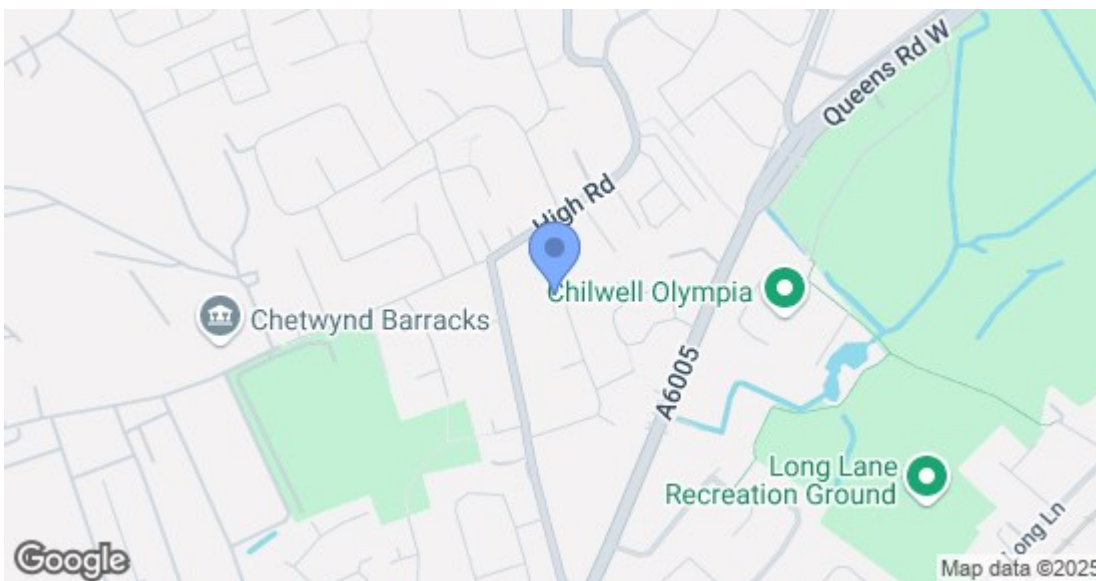 Queens Rd W
High Rd
Chilwell Olympia
Chetwynd Barracks
A6005
Long Lane
Recreation Ground
Long Ln
Google
Map data ©2025